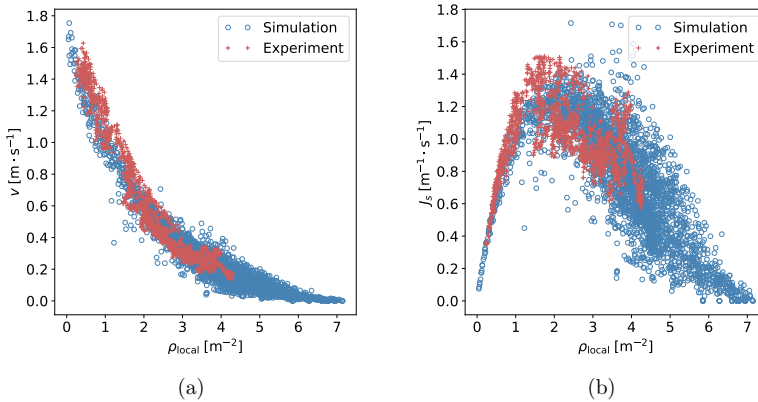 1.8
1.6
1.4
1.2
1.0
0.8
0.6
0.4
0.2
0.0
v [m · s⁻¹]
Simulation
Experiment
0 1 2 3 4 5 6 7
ρlocal [m⁻²]
(a)
1.8
1.6
1.4
1.2
1.0
0.8
0.6
0.4
0.2
0.0
Js [m⁻¹ · s⁻¹]
Simulation
Experiment
0 1 2 3 4 5 6 7
ρlocal [m⁻²]
(b)